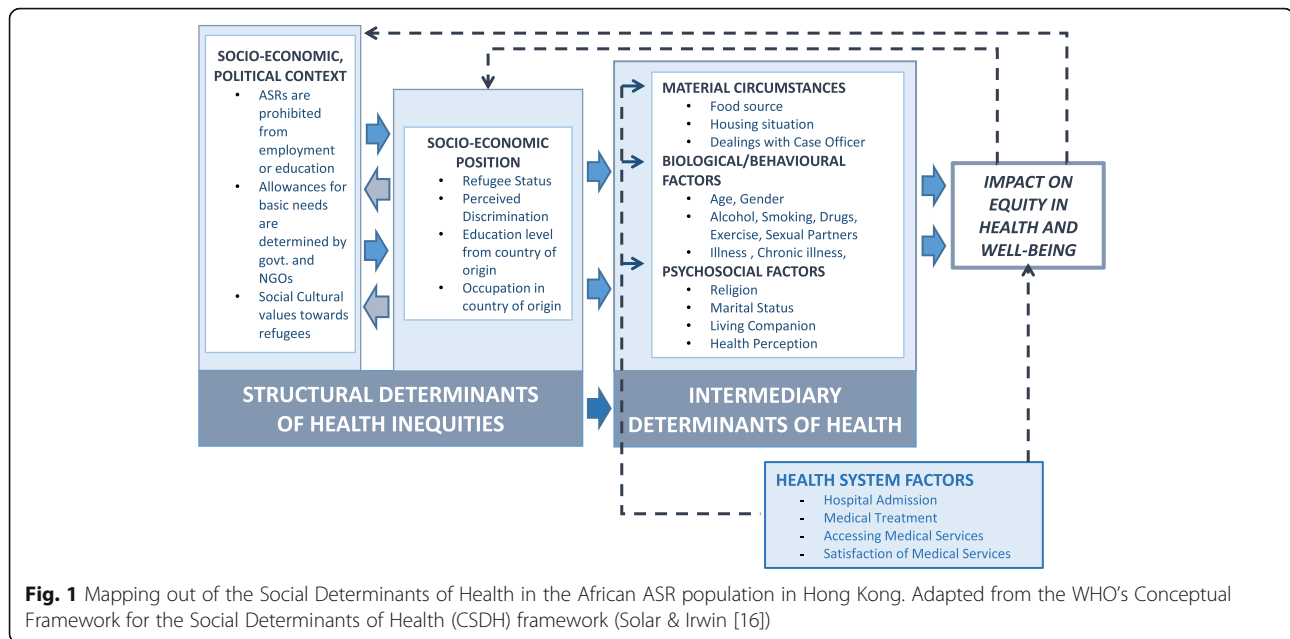 SOCIO-ECONOMIC,
POLITICAL CONTEXT
• ASRs are
prohibited
from
employment
or education
• Allowances for
basic needs
are
determined by
govt. and
NGOs
• Social Cultural
values towards
refugees
SOCIO-ECONOMIC
POSITION
• Refugee Status
• Perceived
Discrimination
• Education level
from country of
origin
• Occupation in
country of origin
STRUCTURAL DETERMINANTS
OF HEALTH INEQUITIES
MATERIAL CIRCUMSTANCES
• Food source
• Housing situation
• Dealings with Case Officer
BIOLOGICAL/BEHAVIOURAL
FACTORS
• Age, Gender
• Alcohol, Smoking, Drugs,
Exercise, Sexual Partners
• Illness , Chronic illness,
PSYCHOSOCIAL FACTORS
• Religion
• Marital Status
• Living Companion
• Health Perception
INTERMEDIARY
DETERMINANTS OF HEALTH
IMPACT ON
EQUITY IN
HEALTH AND
WELL-BEING
HEALTH SYSTEM FACTORS
- Hospital Admission
- Medical Treatment
- Accessing Medical Services
- Satisfaction of Medical Services
Fig. 1 Mapping out of the Social Determinants of Health in the African ASR population in Hong Kong. Adapted from the WHO's Conceptual
Framework for the Social Determinants of Health (CSDH) framework (Solar & Irwin [16])